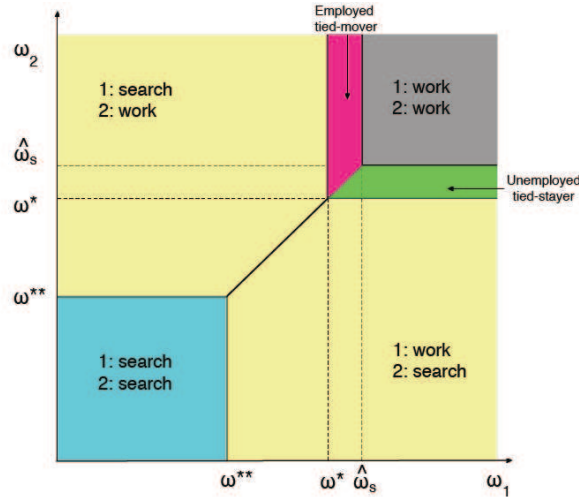 Employed
tied-mover
ω₂
1: search
2: work
1: work
2: work
ω̂ₛ
Unemployed
tied-stayer
ω*
ω**
1: search
2: search
1: work
2: search
ω**
ω*
ω̂ₛ
ω₁